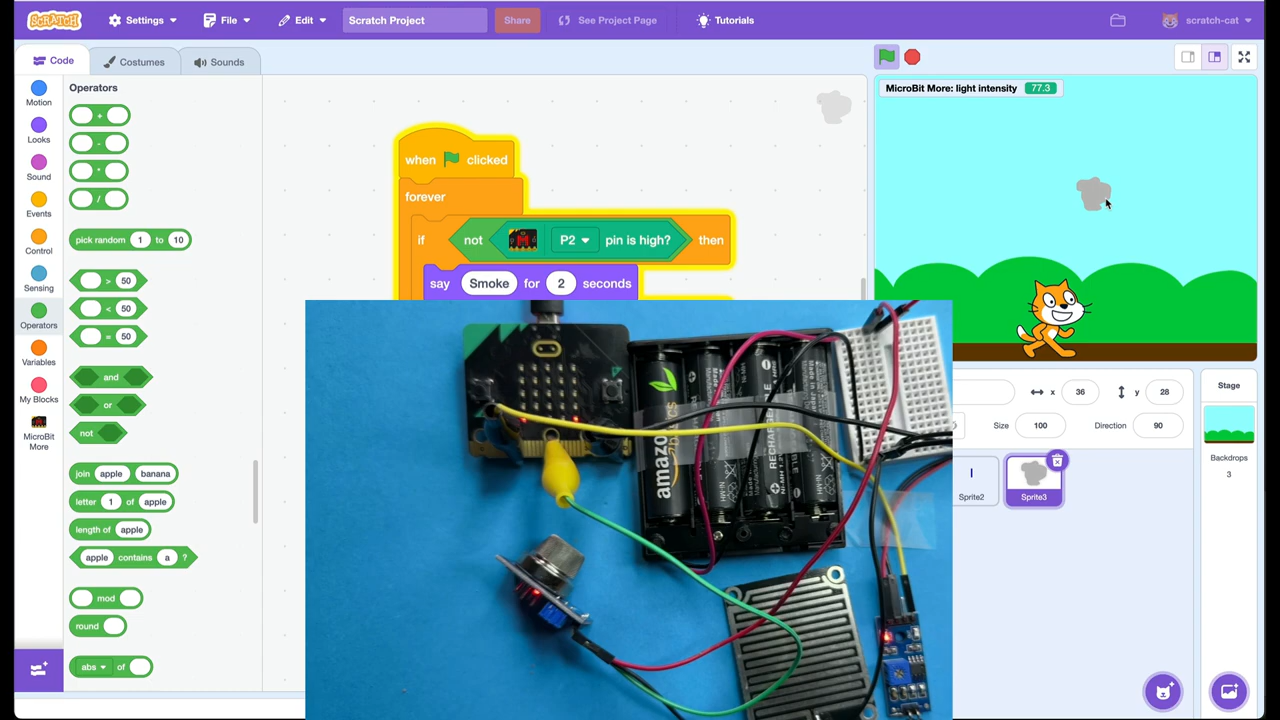 SCRATCH
Settings
File
Edit
Scratch Project
Share
See Project Page
Tutorials
scratch-cat
Code
Costumes
Sounds
Motion
Looks
Sound
Events
Control
Sensing
Operators
Variables
My Blocks
MicroBit
More
Operators
+
-
*
/
pick random 1 to 10
> 50
< 50
= 50
and
or
not
join apple banana
letter 1 of apple
length of apple
apple contains a ?
mod
round
abs of
when clicked
forever
if not P2 pin is high? then
say Smoke for 2 seconds
MicroBit More: light intensity 77.3
x 36
y 28
Size 100
Direction 90
Sprite2
Sprite3
Stage
Backdrops
3
amazon